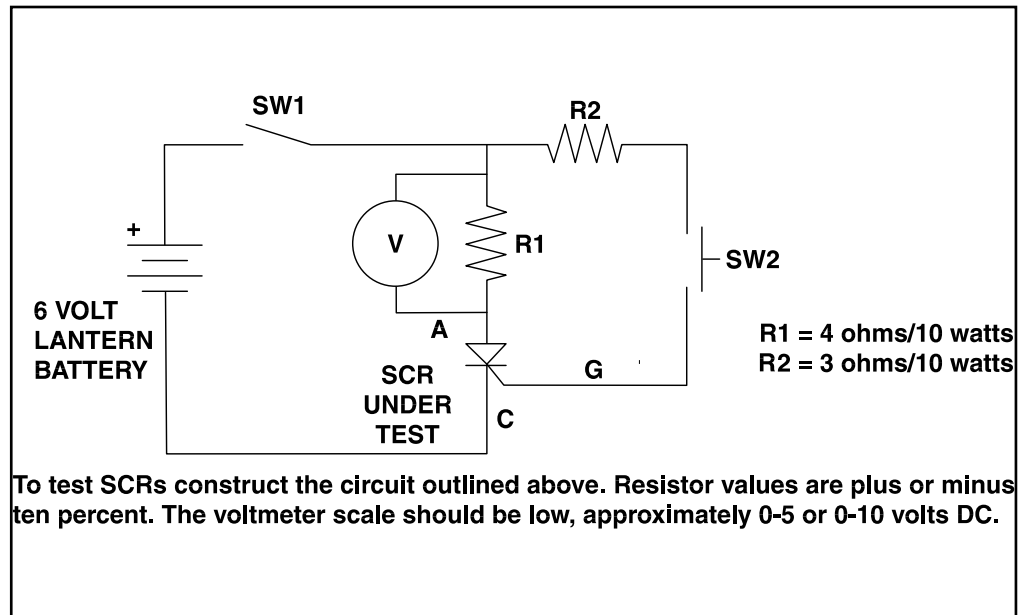 SW1
R2
+
V
R1
SW2
6 VOLT
LANTERN
BATTERY
A
R1 = 4 ohms/10 watts
R2 = 3 ohms/10 watts
SCR
UNDER
TEST
G
C
To test SCRs construct the circuit outlined above. Resistor values are plus or minus
ten percent. The voltmeter scale should be low, approximately 0-5 or 0-10 volts DC.